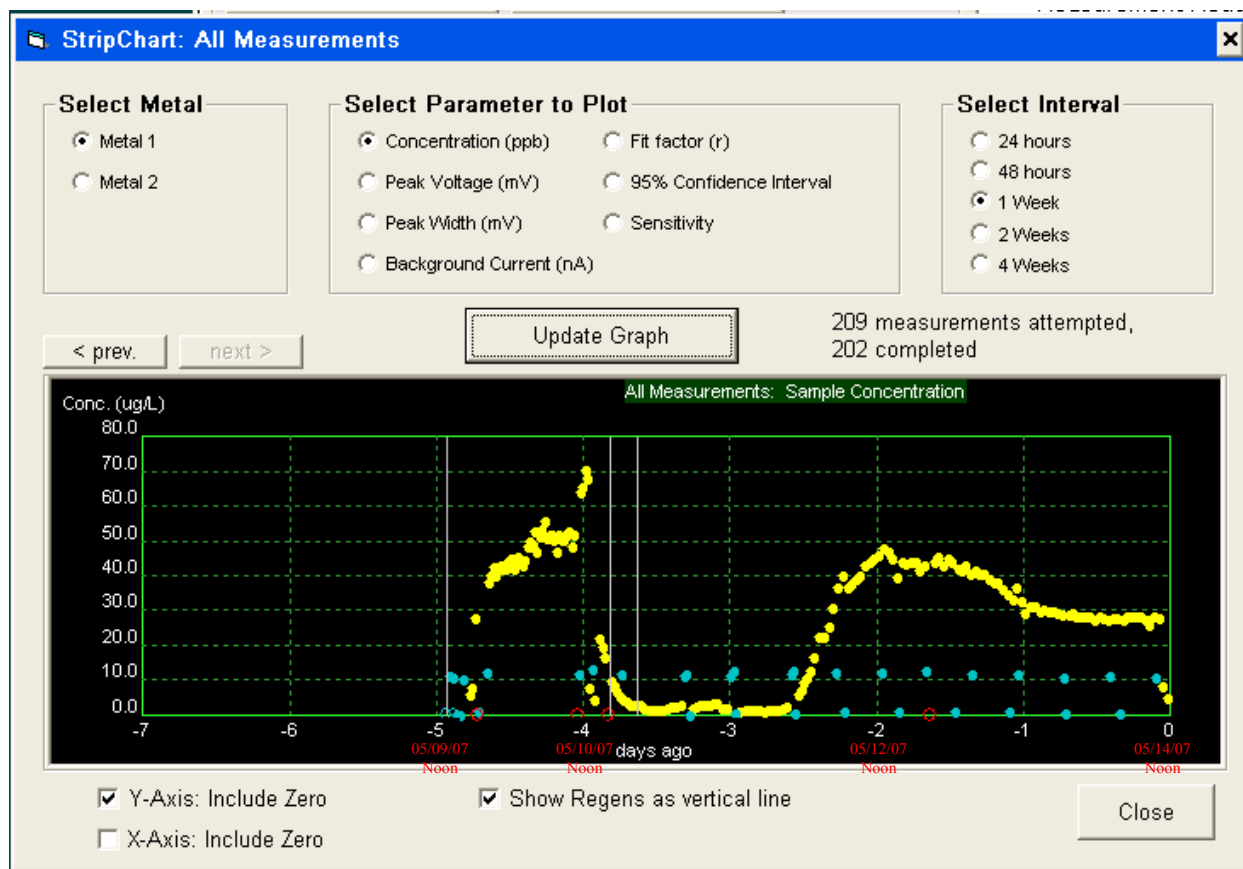 StripChart: All Measurements
Select Metal
Metal 1
Metal 2
Select Parameter to Plot
Concentration (ppb)
Fit factor (r)
Peak Voltage (mV)
95% Confidence Interval
Peak Width (mV)
Sensitivity
Background Current (nA)
Select Interval
24 hours
48 hours
1 Week
2 Weeks
4 Weeks
< prev.
next >
Update Graph
209 measurements attempted,
202 completed
All Measurements: Sample Concentration
Conc. (ug/L)
80.0
70.0
60.0
50.0
40.0
30.0
20.0
10.0
0.0
-7 -6 -5 -4 -3 -2 -1 0
days ago
05/09/07
Noon
05/10/07
Noon
05/12/07
Noon
05/14/07
Noon
Y-Axis: Include Zero
Show Regens as vertical line
X-Axis: Include Zero
Close